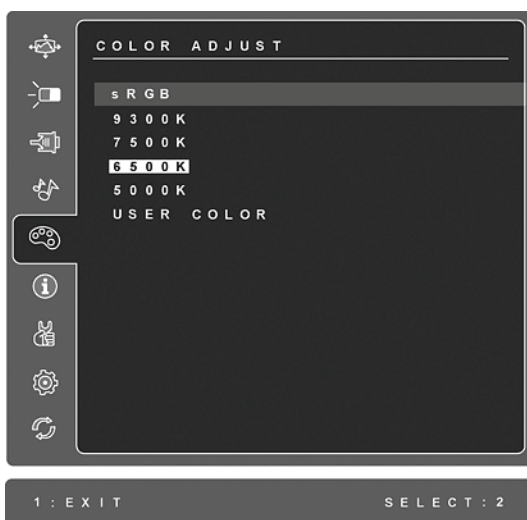 COLOR ADJUST
sRGB
9300K
7500K
6500K
5000K
USER COLOR
i
1:EXIT
SELECT:2